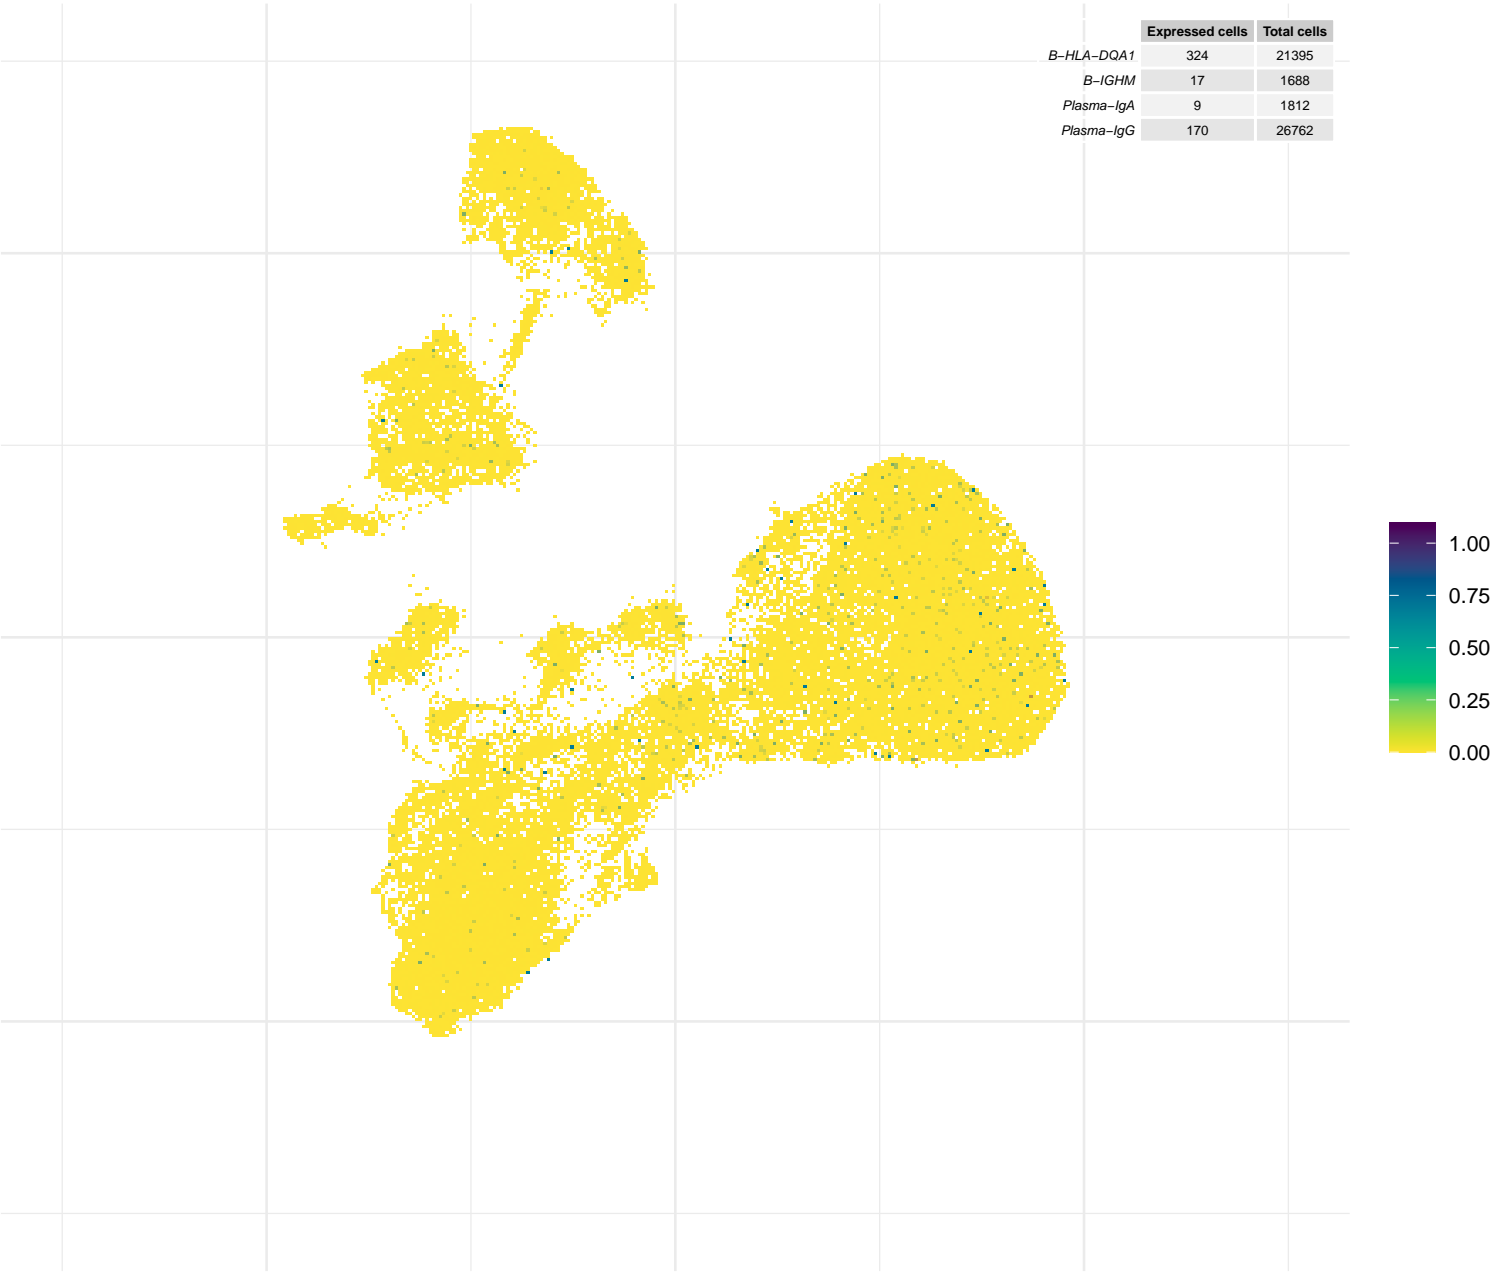 Expressed cells Total cells
B−HLA−DQA1 324 21395
B−IGHM 17 1688
Plasma−IgA 9 1812
Plasma−IgG 170 26762
1.00
0.75
0.50
0.25
0.00